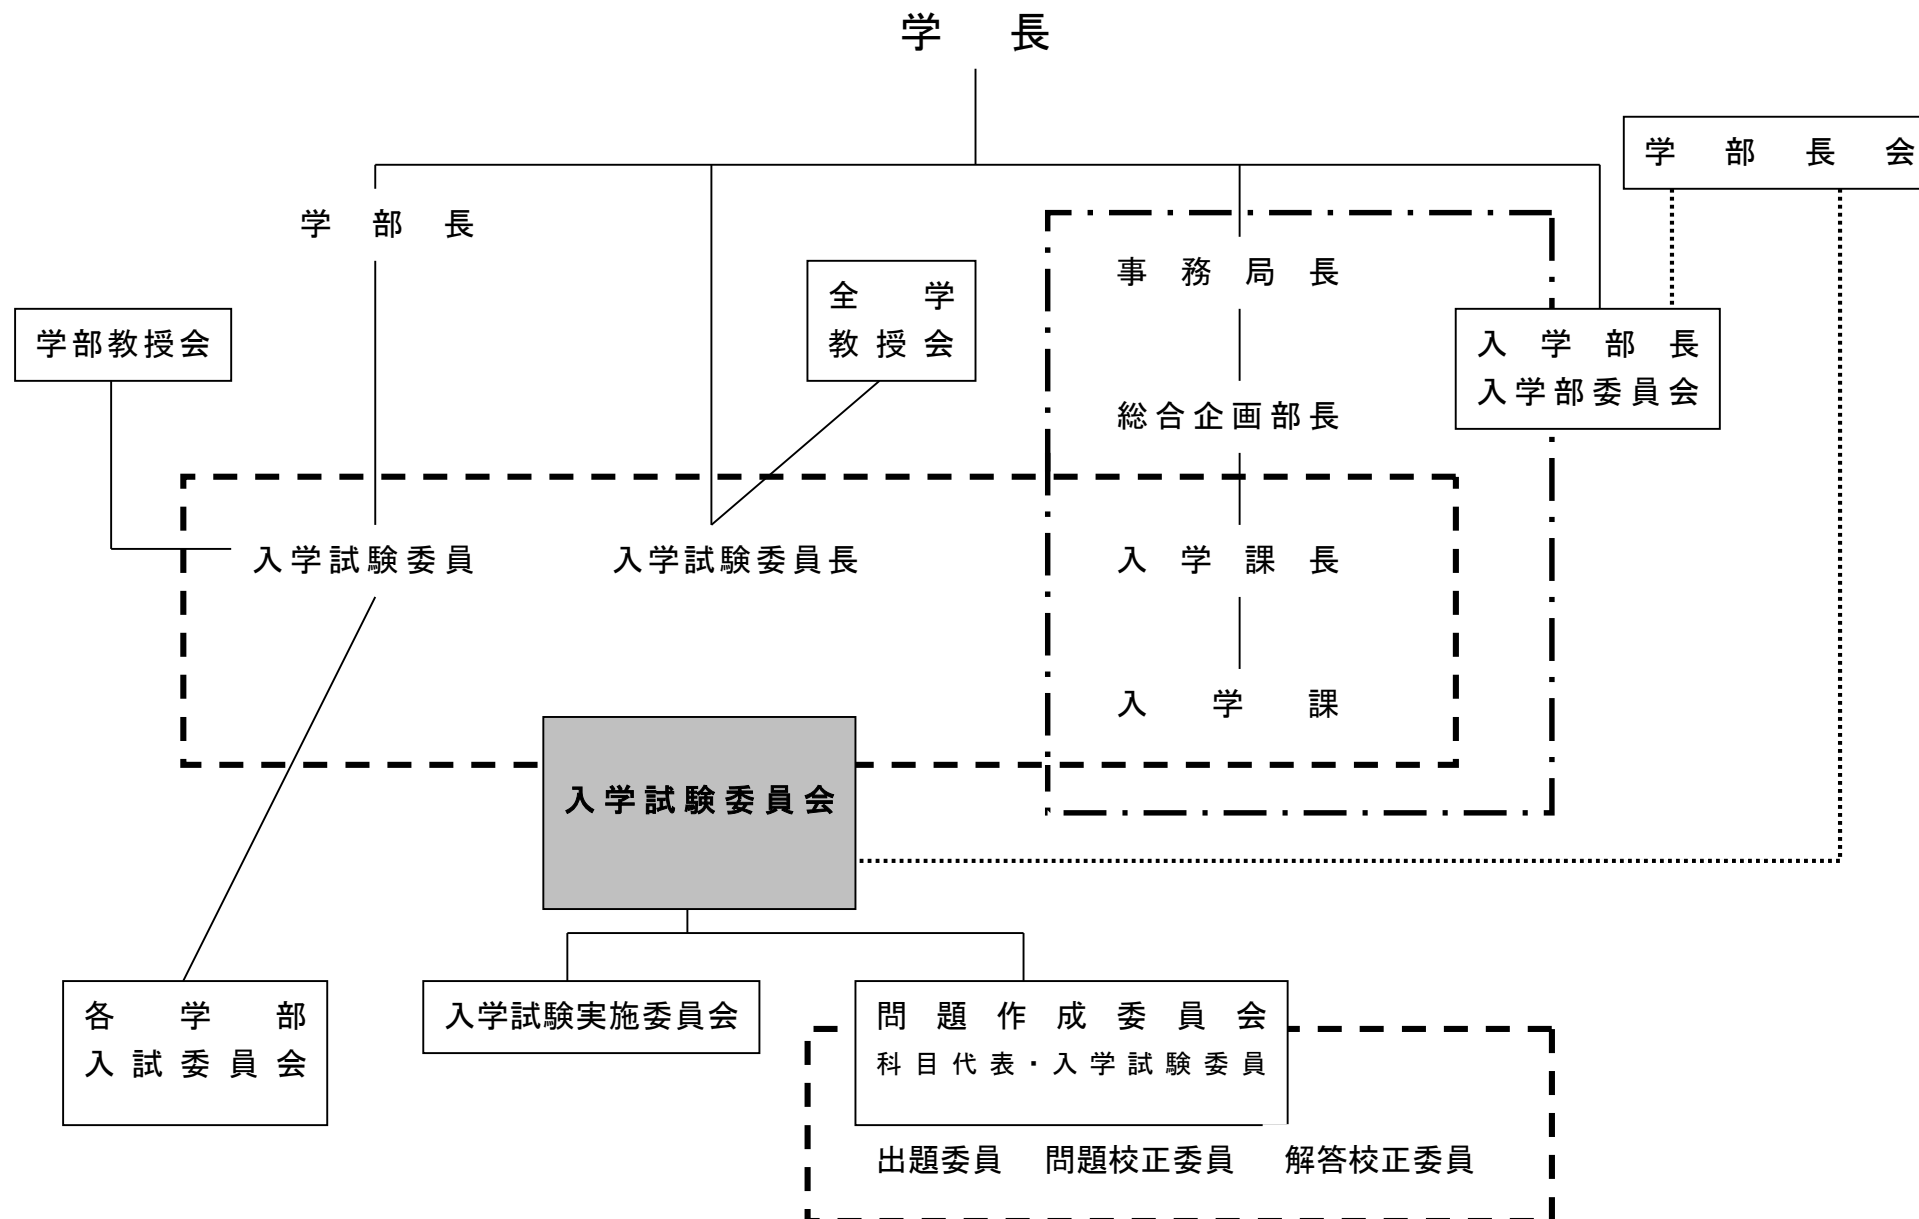 学長
学部長会
学部長
事務局長
全学
教授会
学部教授会
入学部長
入学部委員会
総合企画部長
入学試験委員
入学試験委員長
入学課長
入学課
入学試験委員会
各学部
入試委員会
入学試験実施委員会
問題作成委員会
科目代表・入学試験委員
出題委員 問題校正委員 解答校正委員